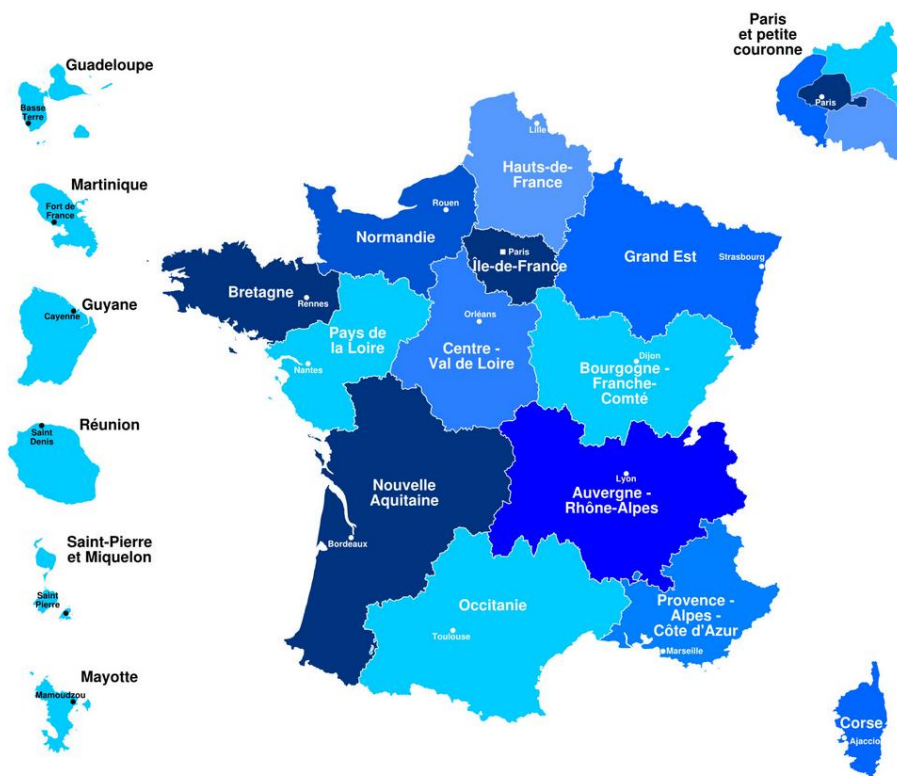 Guadeloupe
Basse
Terre
Martinique
Fort de
France
Guyane
Cayenne
Réunion
Saint
Denis
Saint-Pierre
et Miquelon
Saint
Pierre
Mayotte
Mamoudzou
Paris
et petite
couronne
Paris
Lille
Hauts-de-
France
Rouen
Normandie
Paris
Île-de-France
Grand Est
Strasbourg
Bretagne
Rennes
Pays de
la Loire
Nantes
Orléans
Centre -
Val de Loire
Dijon
Bourgogne -
Franche-
Comté
Nouvelle
Aquitaine
Bordeaux
Lyon
Auvergne -
Rhône-Alpes
Occitanie
Toulouse
Provence -
Alpes -
Côte d'Azur
Marseille
Corse
Ajaccio